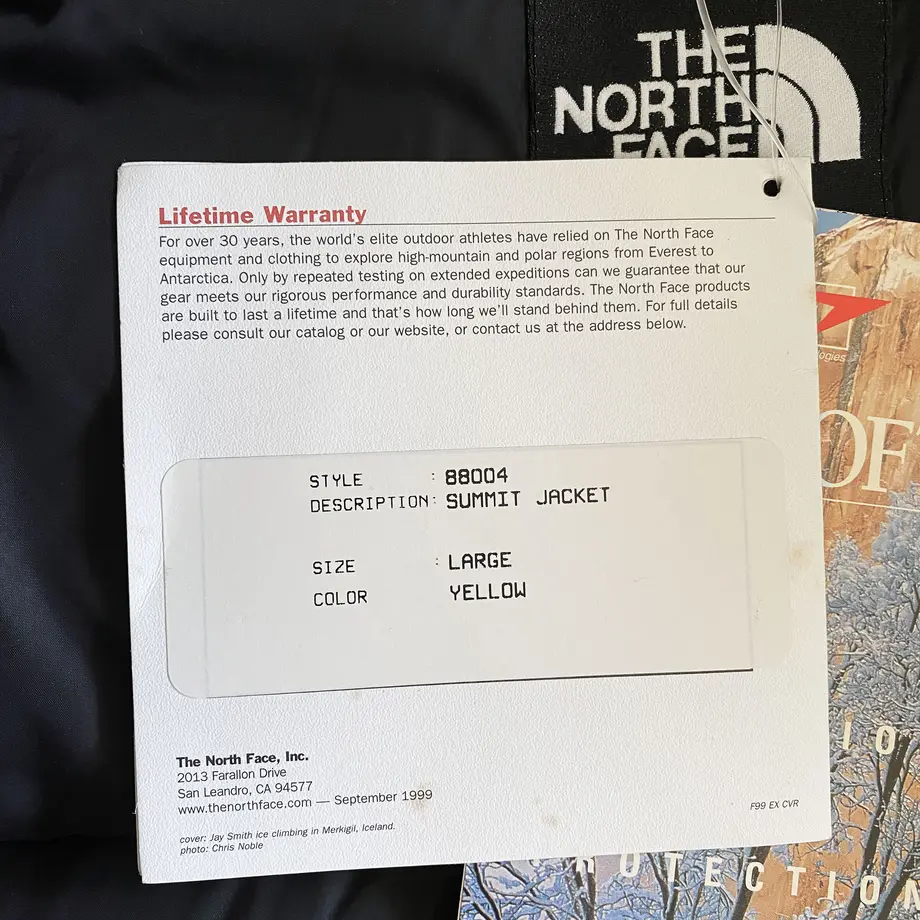 THE
NORTH
FACE
Lifetime Warranty
For over 30 years, the world's elite outdoor athletes have relied on The North Face
equipment and clothing to explore high-mountain and polar regions from Everest to
Antarctica. Only by repeated testing on extended expeditions can we guarantee that our
gear meets our rigorous performance and durability standards. The North Face products
are built to last a lifetime and that's how long we'll stand behind them. For full details
please consult our catalog or our website, or contact us at the address below.
ologies
OF
STYLE : 88004
DESCRIPTION: SUMMIT JACKET
SIZE : LARGE
COLOR YELLOW
IO
The North Face, Inc.
2013 Farallon Drive
San Leandro, CA 94577
www.thenorthface.com — September 1999
F99 EX CVR
cover: Jay Smith ice climbing in Merkigil, Iceland.
photo: Chris Noble
ROTECTION